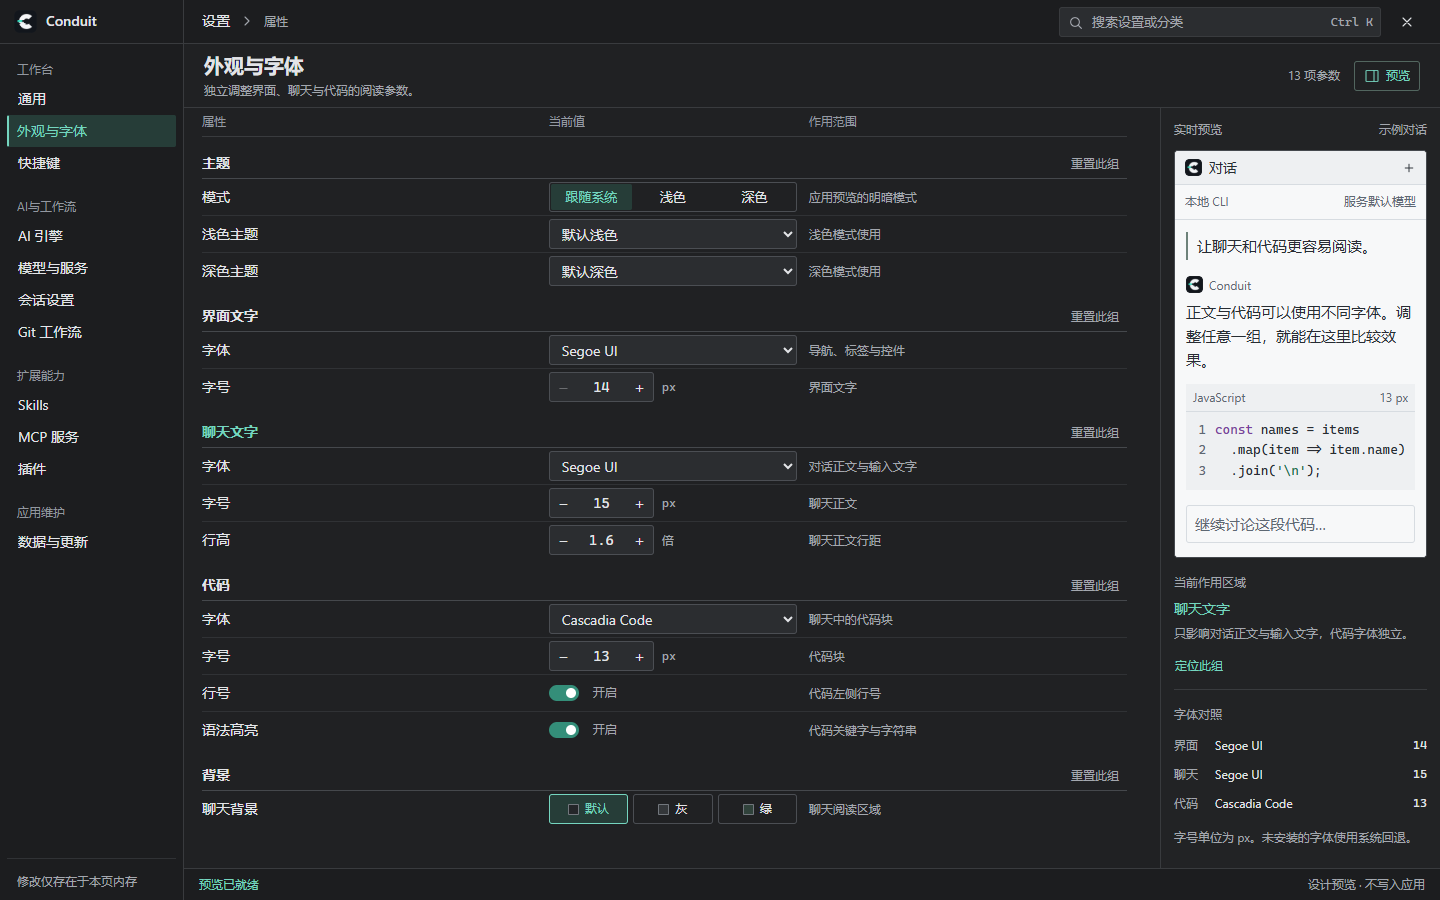 Conduit
设置 > 属性
搜索设置或分类 Ctrl K
工作台
通用
外观与字体
快捷键
AI与工作流
AI 引擎
模型与服务
会话设置
Git 工作流
扩展能力
Skills
MCP 服务
插件
应用维护
数据与更新
修改仅存在于本页内存
外观与字体
独立调整界面、聊天与代码的阅读参数。
13 项参数 预览
属性 当前值 作用范围
主题 重置此组
模式 跟随系统 浅色 深色 应用预览的明暗模式
浅色主题 默认浅色 浅色模式使用
深色主题 默认深色 深色模式使用
界面文字 重置此组
字体 Segoe UI 导航、标签与控件
字号 − 14 + px 界面文字
聊天文字 重置此组
字体 Segoe UI 对话正文与输入文字
字号 − 15 + px 聊天正文
行高 − 1.6 + 倍 聊天正文行距
代码 重置此组
字体 Cascadia Code 聊天中的代码块
字号 − 13 + px 代码块
行号 开启 代码左侧行号
语法高亮 开启 代码关键字与字符串
背景 重置此组
聊天背景 默认 灰 绿 聊天阅读区域
实时预览 示例对话
对话 +
本地 CLI 服务默认模型
让聊天和代码更容易阅读。
Conduit
正文与代码可以使用不同字体。调
整任意一组，就能在这里比较效
果。
JavaScript 13 px
1 const names = items
2 .map(item => item.name)
3 .join('\n');
继续讨论这段代码...
当前作用区域
聊天文字
只影响对话正文与输入文字，代码字体独立。
定位此组
字体对照
界面 Segoe UI 14
聊天 Segoe UI 15
代码 Cascadia Code 13
字号单位为 px。未安装的字体使用系统回退。
预览已就绪
设计预览 · 不写入应用